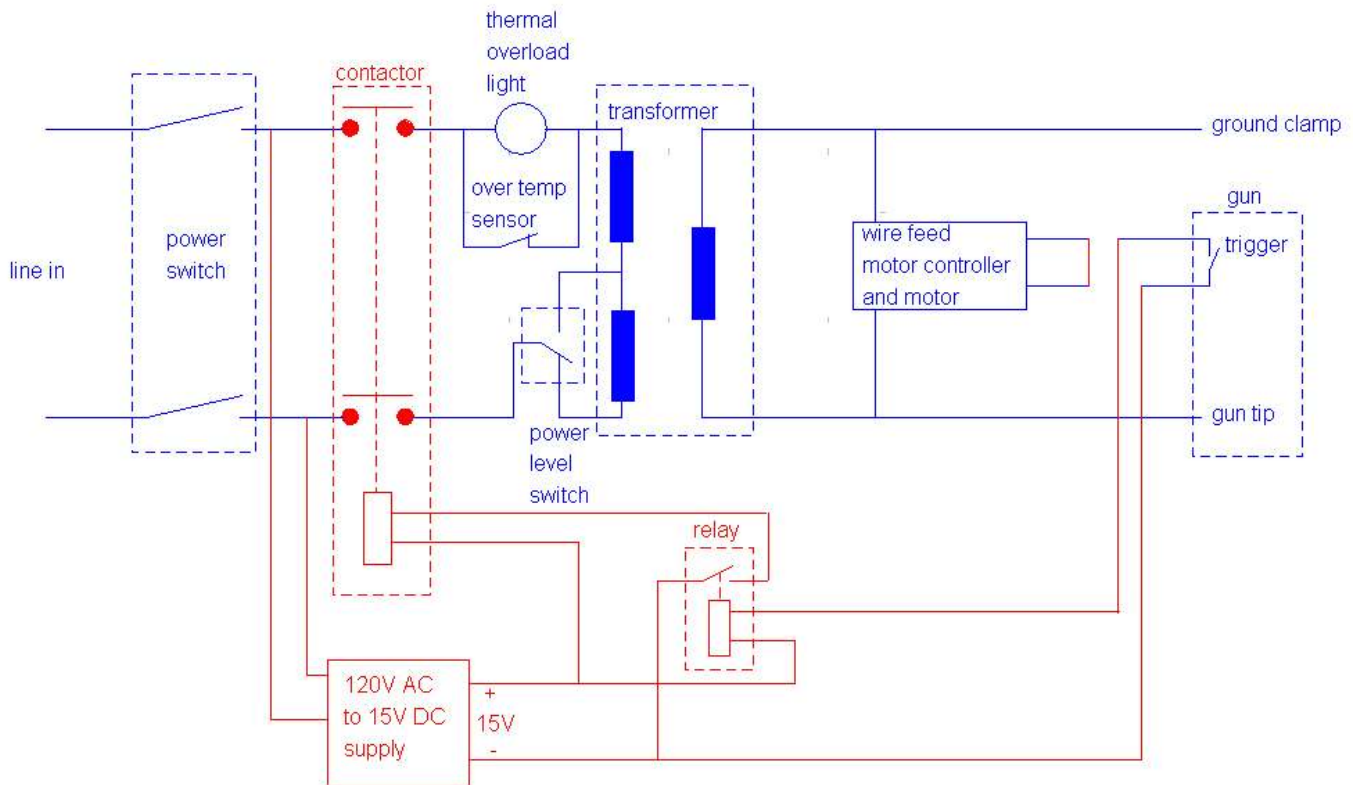 thermal
overload
light
contactor
transformer
ground clamp
over temp
sensor
gun
power
switch
line in
wire feed
motor controller
and motor
trigger
gun tip
power
level
switch
relay
120V AC
to 15V DC
supply
+
15V
-